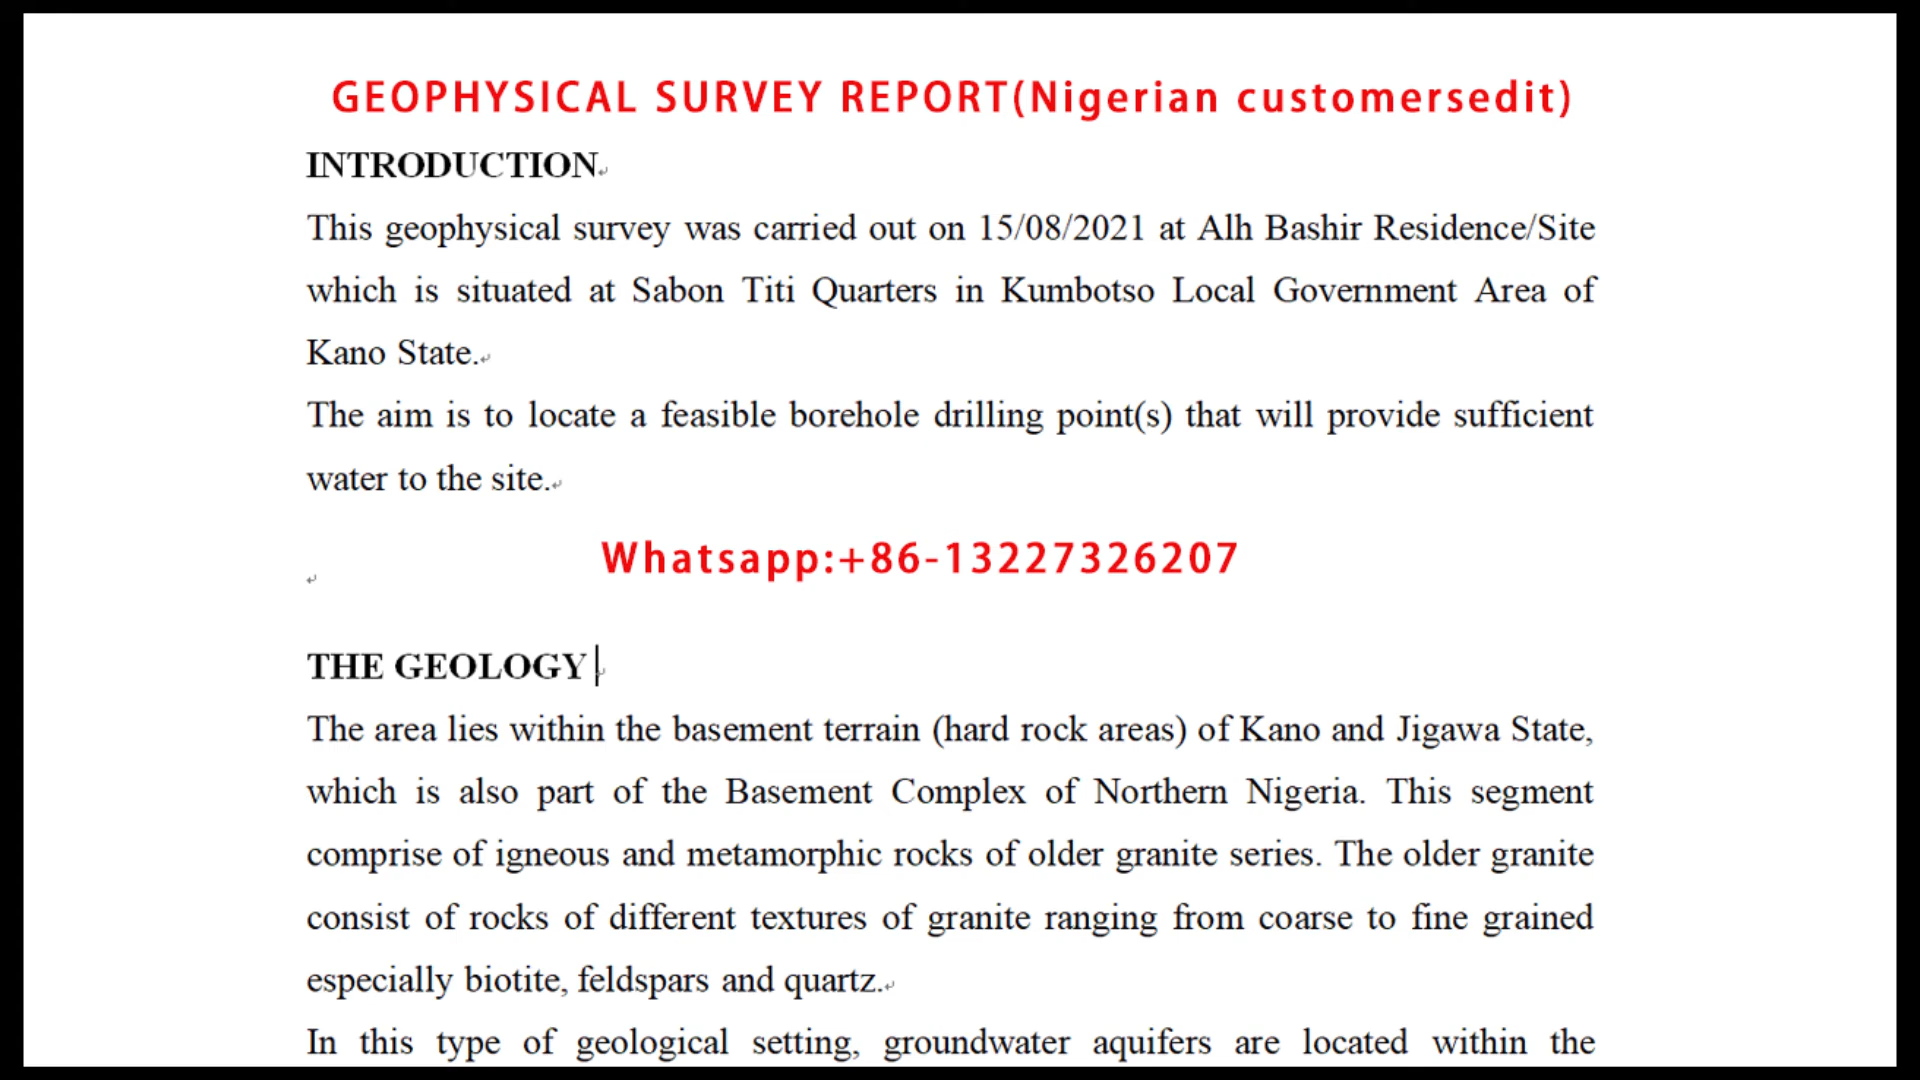 GEOPHYSICAL SURVEY REPORT(Nigerian customersedit)
INTRODUCTION
This geophysical survey was carried out on 15/08/2021 at Alh Bashir Residence/Site
which is situated at Sabon Titi Quarters in Kumbotso Local Government Area of
Kano State.
The aim is to locate a feasible borehole drilling point(s) that will provide sufficient
water to the site.
Whatsapp:+86-13227326207
THE GEOLOGY
The area lies within the basement terrain (hard rock areas) of Kano and Jigawa State,
which is also part of the Basement Complex of Northern Nigeria. This segment
comprise of igneous and metamorphic rocks of older granite series. The older granite
consist of rocks of different textures of granite ranging from coarse to fine grained
especially biotite, feldspars and quartz.
In this type of geological setting, groundwater aquifers are located within the